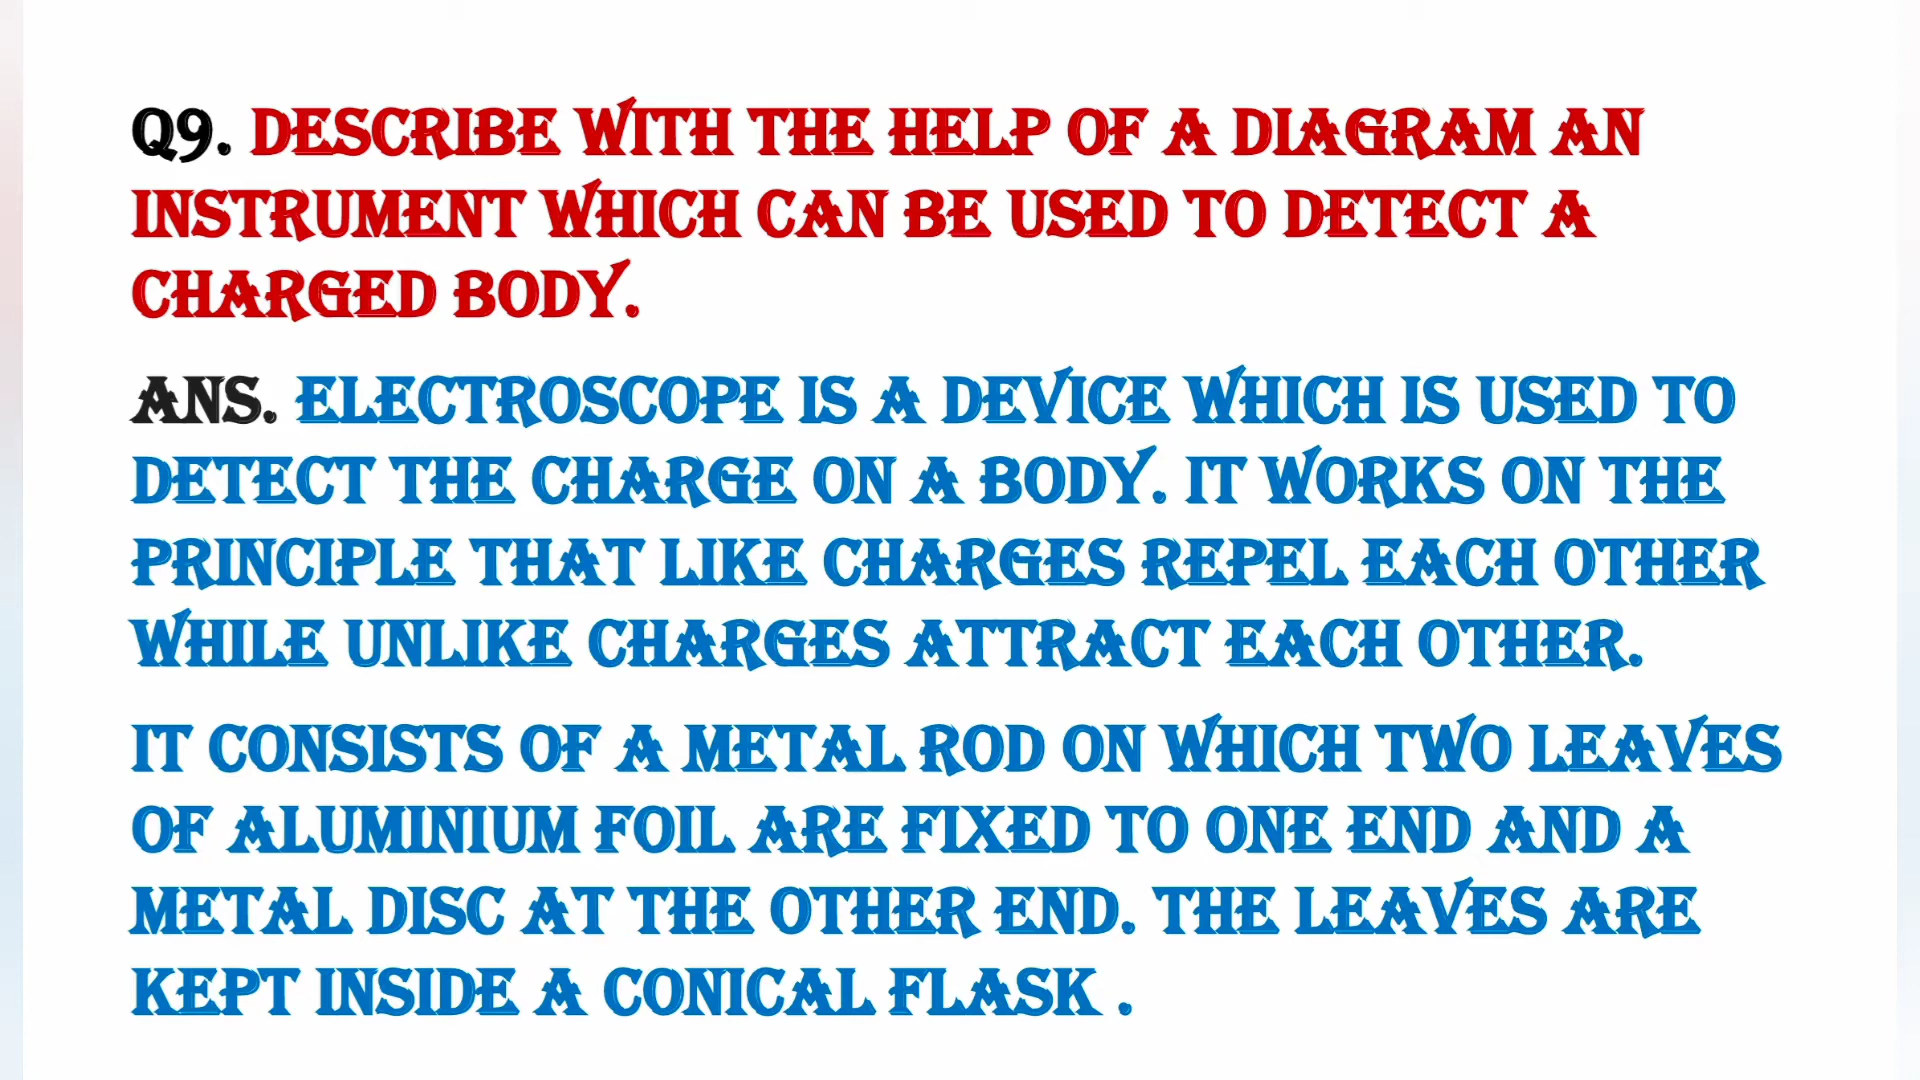 Q9. DESCRIBE WITH THE HELP OF A DIAGRAM AN
INSTRUMENT WHICH CAN BE USED TO DETECT A
CHARGED BODY.
ANS. ELECTROSCOPE IS A DEVICE WHICH IS USED TO
DETECT THE CHARGE ON A BODY. IT WORKS ON THE
PRINCIPLE THAT LIKE CHARGES REPEL EACH OTHER
WHILE UNLIKE CHARGES ATTRACT EACH OTHER.
IT CONSISTS OF A METAL ROD ON WHICH TWO LEAVES
OF ALUMINIUM FOIL ARE FIXED TO ONE END AND A
METAL DISC AT THE OTHER END. THE LEAVES ARE
KEPT INSIDE A CONICAL FLASK .